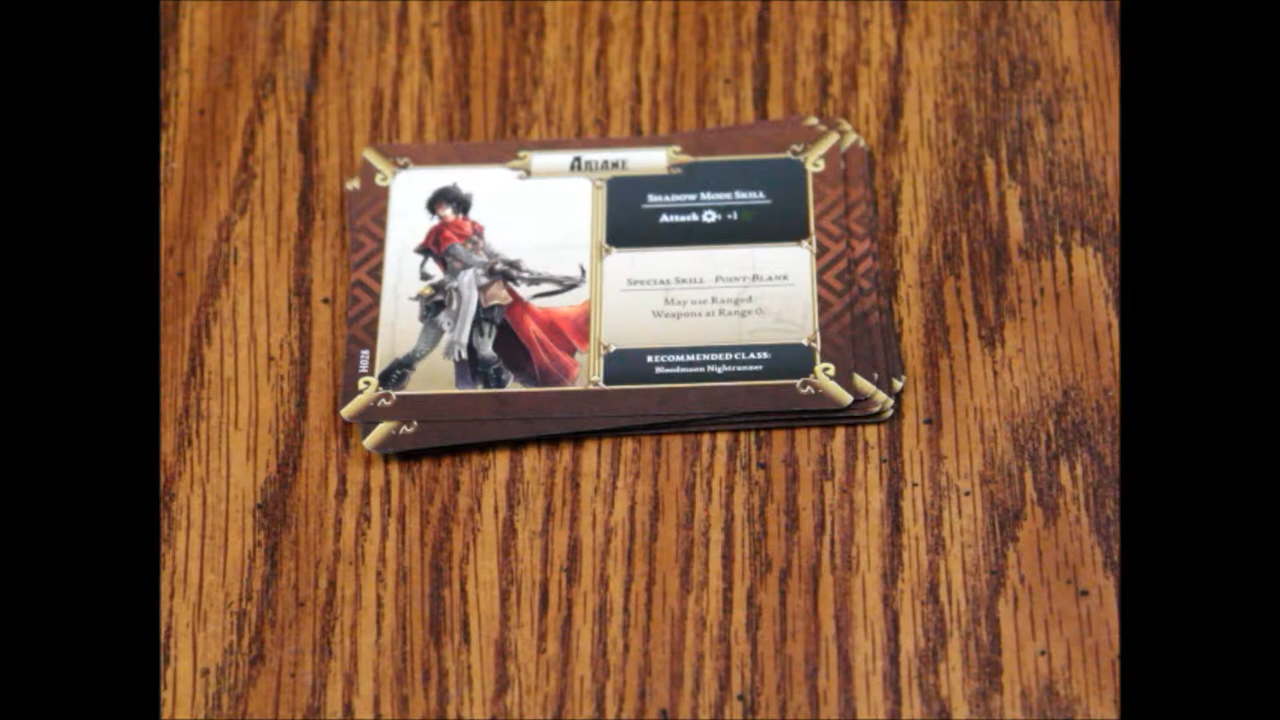 Ariane
Shadow Mode Skill
Attack : +1
Special Skill - Point-Blank
May use Ranged
Weapons at Range 0.
Recommended Class:
Bloodmoon Nightrunner
H028